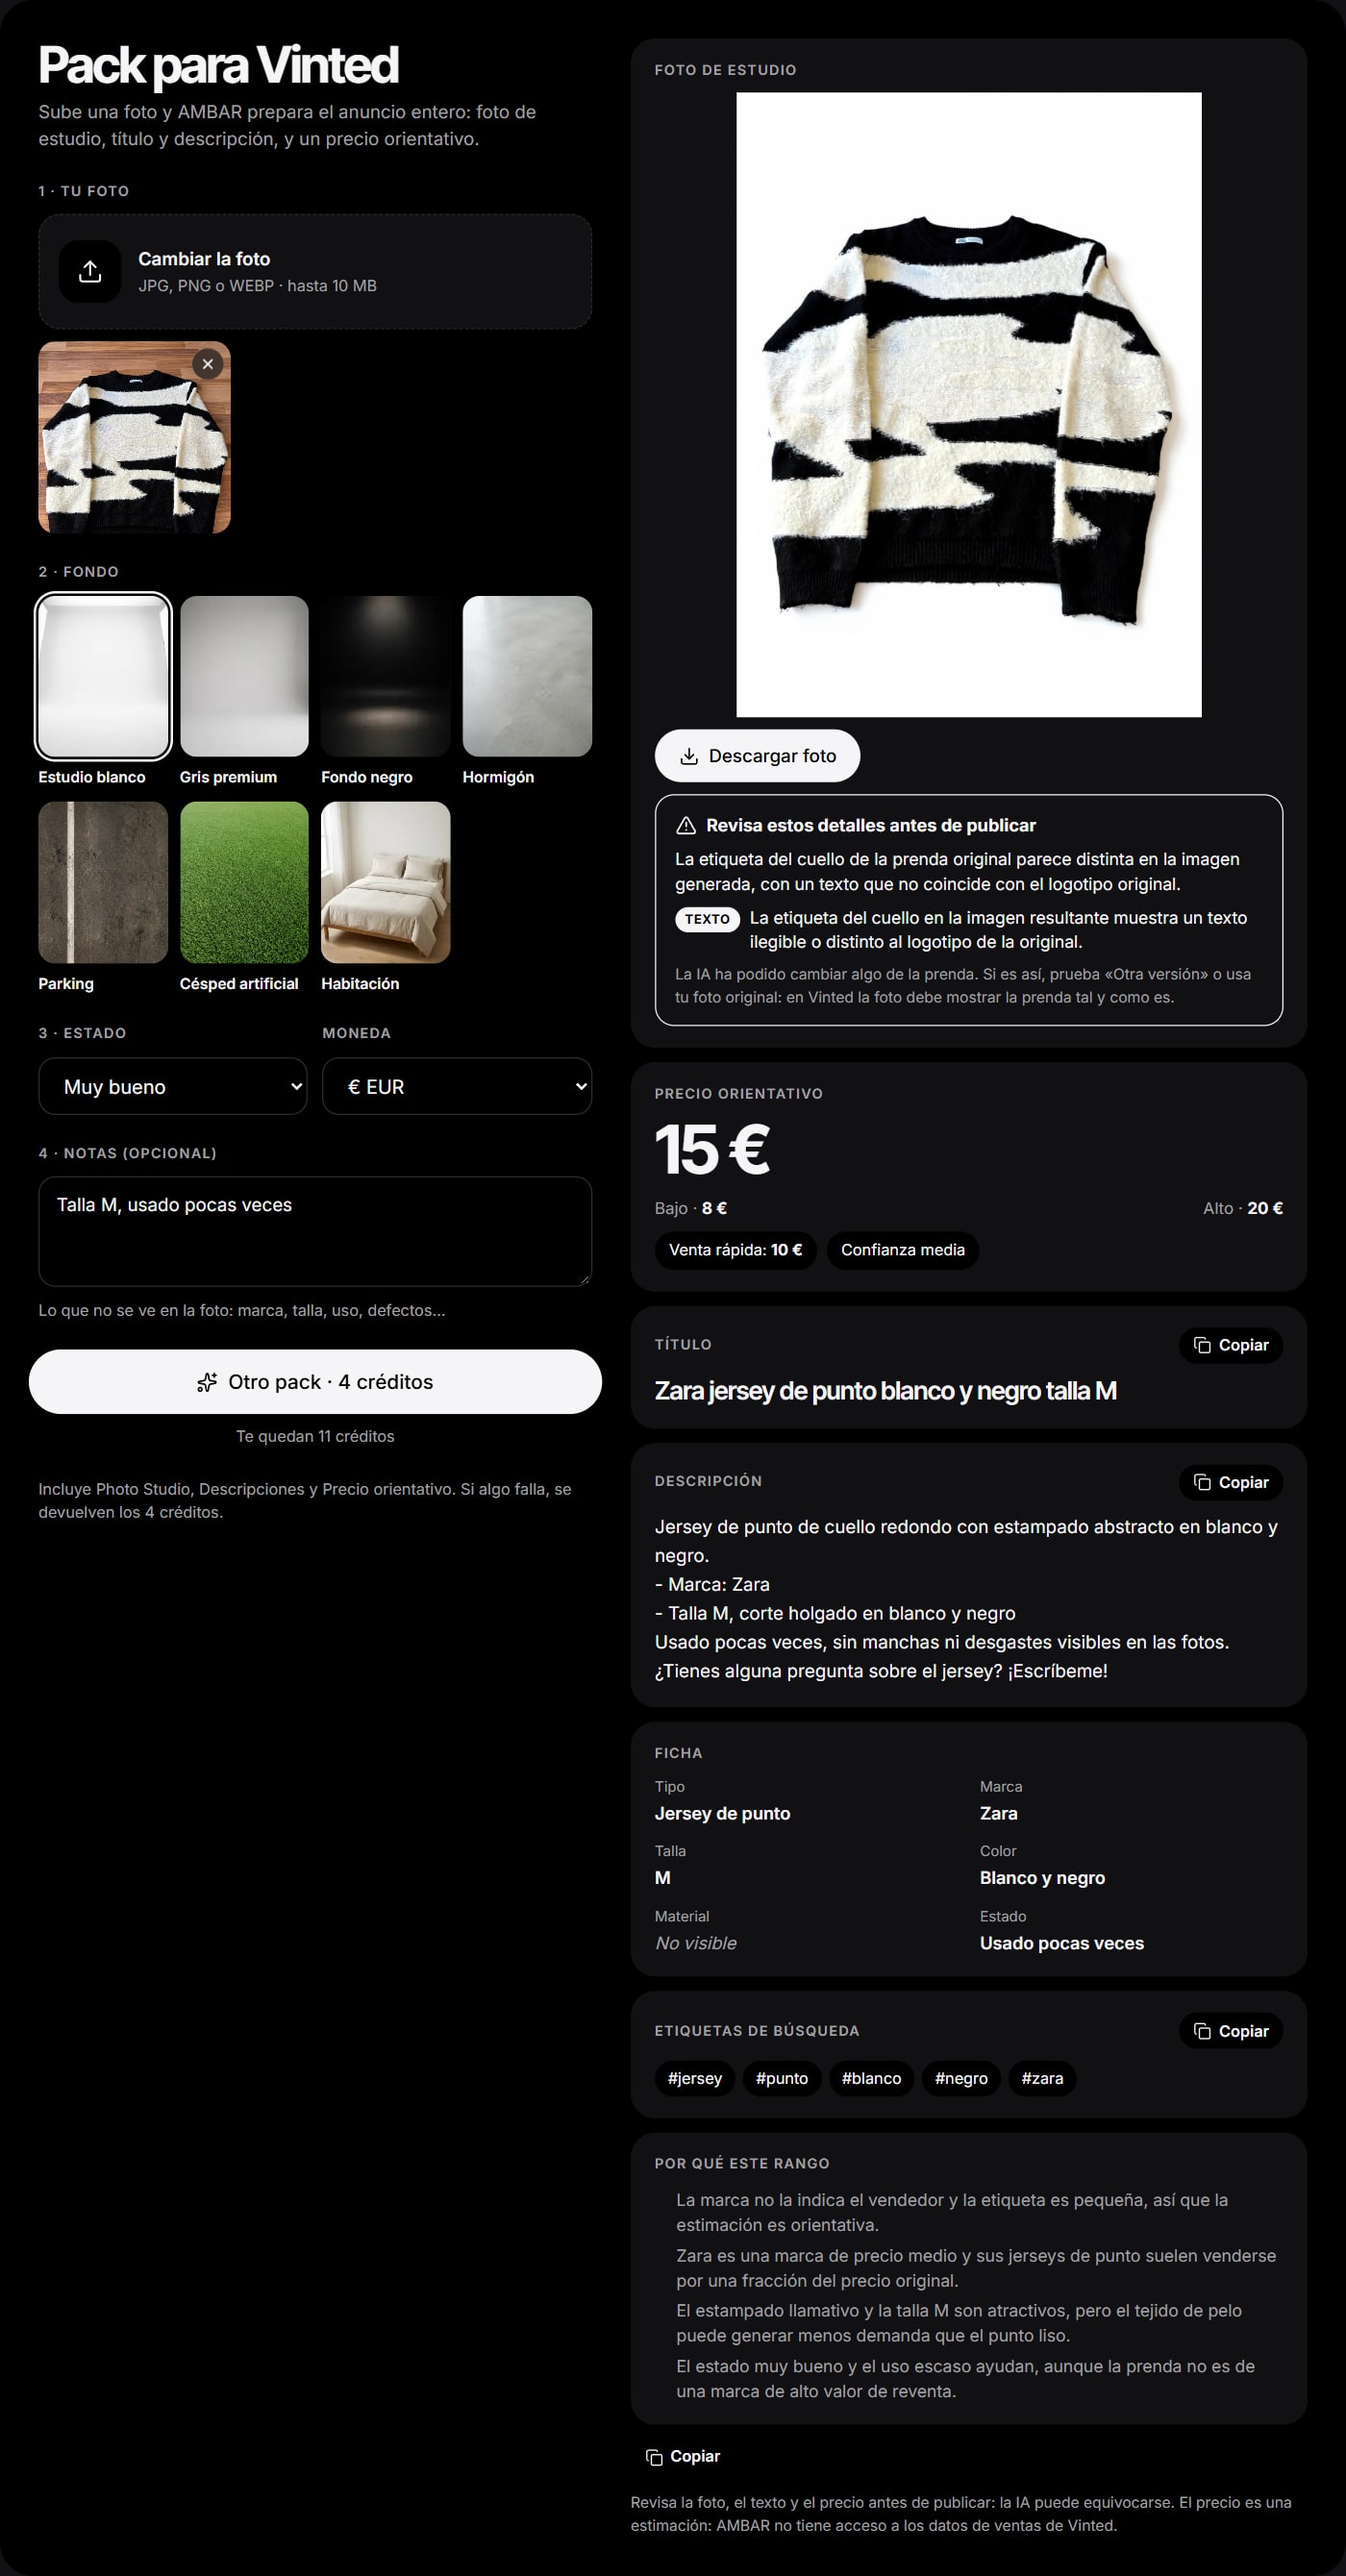 Pack para Vinted
Sube una foto y AMBAR prepara el anuncio entero: foto de
estudio, título y descripción, y un precio orientativo.
1 · TU FOTO
Cambiar la foto
JPG, PNG o WEBP · hasta 10 MB
2 · FONDO
Estudio blanco
Gris premium
Fondo negro
Hormigón
Parking
Césped artificial
Habitación
3 · ESTADO
MONEDA
Muy bueno
€ EUR
4 · NOTAS (OPCIONAL)
Talla M, usado pocas veces
Lo que no se ve en la foto: marca, talla, uso, defectos...
Otro pack · 4 créditos
Te quedan 11 créditos
Incluye Photo Studio, Descripciones y Precio orientativo. Si algo falla, se
devuelven los 4 créditos.
FOTO DE ESTUDIO
Descargar foto
Revisa estos detalles antes de publicar
La etiqueta del cuello de la prenda original parece distinta en la imagen
generada, con un texto que no coincide con el logotipo original.
TEXTO
La etiqueta del cuello en la imagen resultante muestra un texto
ilegible o distinto al logotipo de la original.
La IA ha podido cambiar algo de la prenda. Si es así, prueba «Otra versión» o usa
tu foto original: en Vinted la foto debe mostrar la prenda tal y como es.
PRECIO ORIENTATIVO
15 €
Bajo · 8 €
Alto · 20 €
Venta rápida: 10 €
Confianza media
TÍTULO
Copiar
Zara jersey de punto blanco y negro talla M
DESCRIPCIÓN
Copiar
Jersey de punto de cuello redondo con estampado abstracto en blanco y
negro.
- Marca: Zara
- Talla M, corte holgado en blanco y negro
Usado pocas veces, sin manchas ni desgastes visibles en las fotos.
¿Tienes alguna pregunta sobre el jersey? ¡Escríbeme!
FICHA
Tipo
Marca
Jersey de punto
Zara
Talla
Color
M
Blanco y negro
Material
Estado
No visible
Usado pocas veces
ETIQUETAS DE BÚSQUEDA
Copiar
#jersey
#punto
#blanco
#negro
#zara
POR QUÉ ESTE RANGO
La marca no la indica el vendedor y la etiqueta es pequeña, así que la
estimación es orientativa.
Zara es una marca de precio medio y sus jerseys de punto suelen venderse
por una fracción del precio original.
El estampado llamativo y la talla M son atractivos, pero el tejido de pelo
puede generar menos demanda que el punto liso.
El estado muy bueno y el uso escaso ayudan, aunque la prenda no es de
una marca de alto valor de reventa.
Copiar
Revisa la foto, el texto y el precio antes de publicar: la IA puede equivocarse. El precio es una
estimación: AMBAR no tiene acceso a los datos de ventas de Vinted.